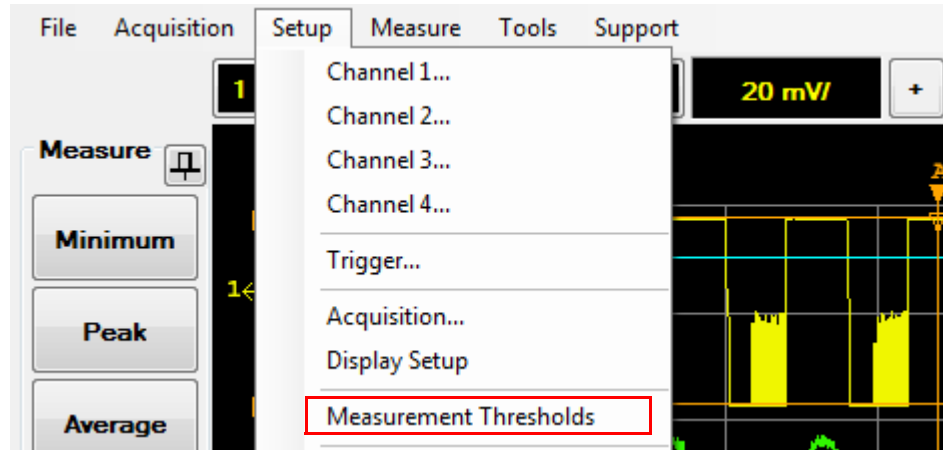 File Acquisition Setup Measure Tools Support
1 20 mV/ +
Channel 1...
Channel 2...
Channel 3...
Channel 4...
Trigger...
Acquisition...
Display Setup
Measurement Thresholds
Measure
Minimum
Peak
Average
1